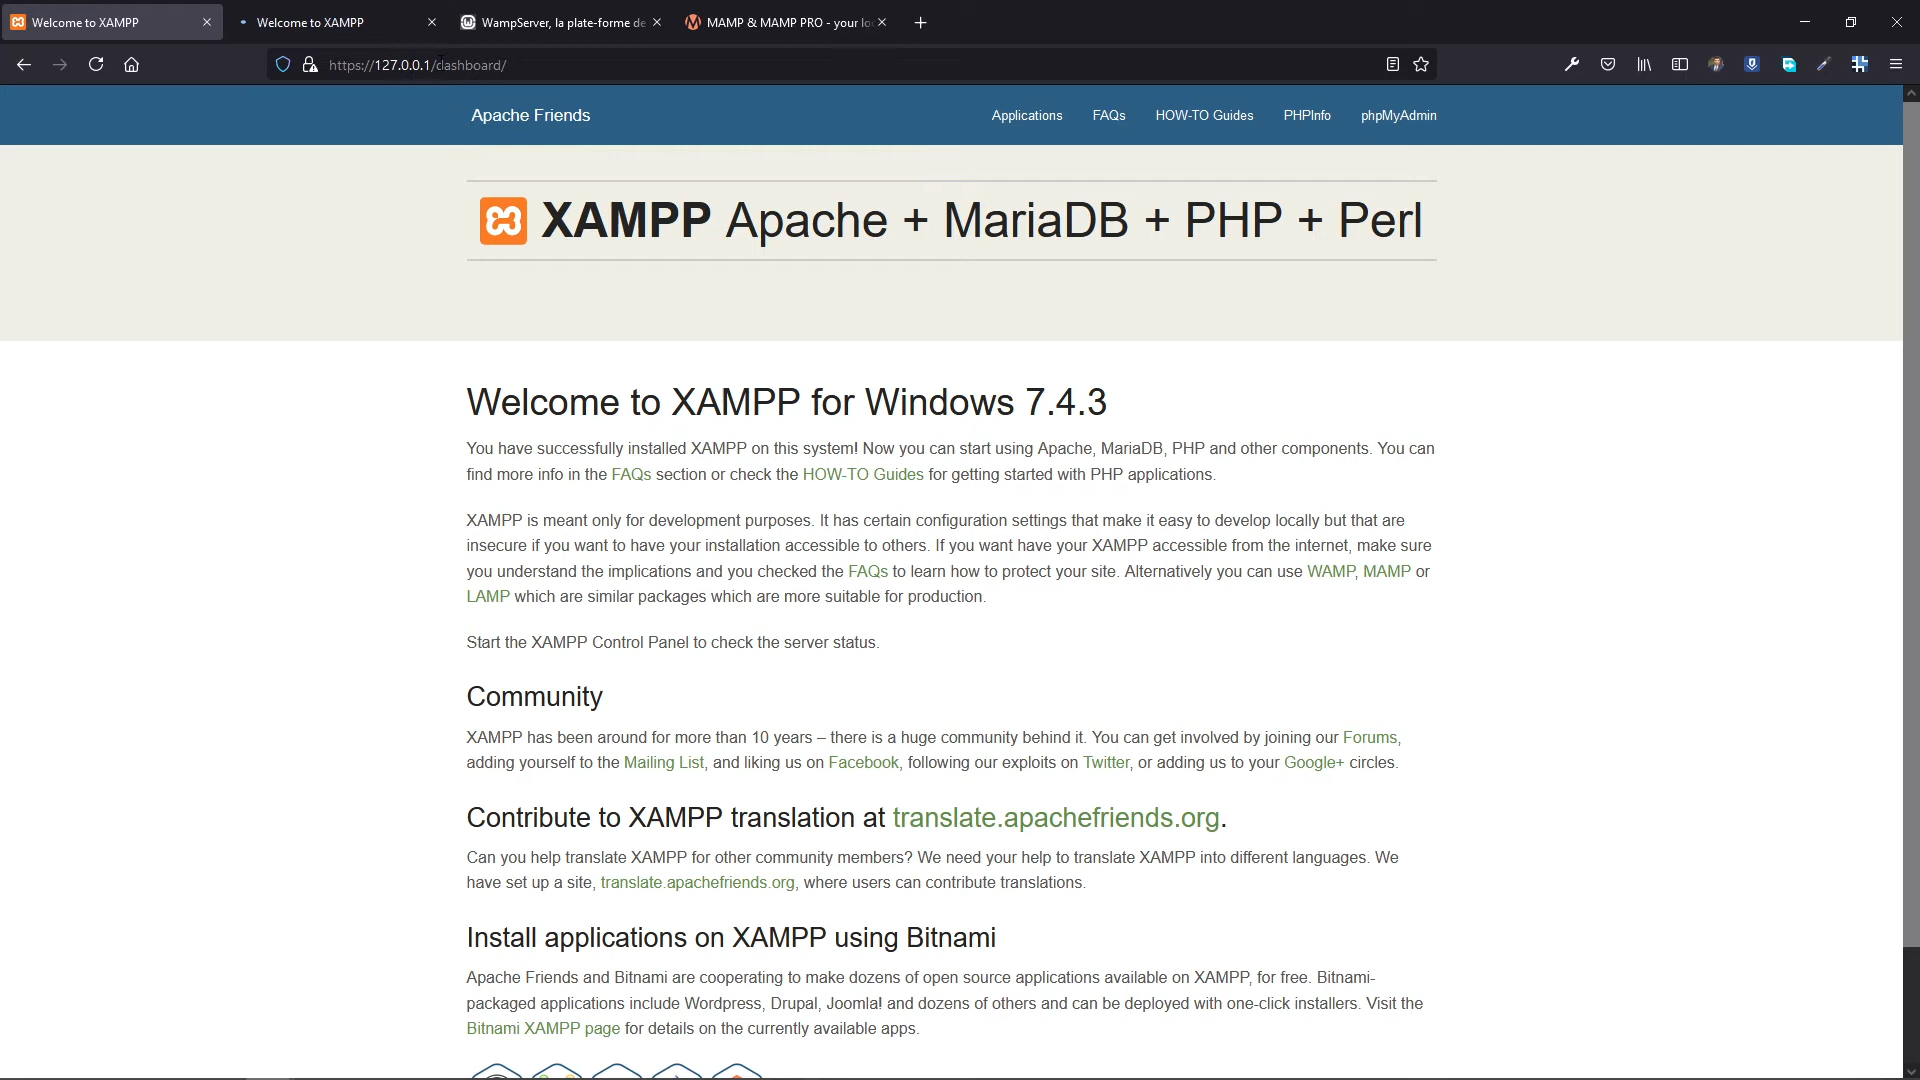 Welcome to XAMPP
Welcome to XAMPP
WampServer, la plate-forme de
MAMP & MAMP PRO - your lo
https://127.0.0.1/dashboard/
Apache Friends
Applications
FAQs
HOW-TO Guides
PHPInfo
phpMyAdmin
XAMPP Apache + MariaDB + PHP + Perl
Welcome to XAMPP for Windows 7.4.3
You have successfully installed XAMPP on this system! Now you can start using Apache, MariaDB, PHP and other components. You can
find more info in the FAQs section or check the HOW-TO Guides for getting started with PHP applications.
XAMPP is meant only for development purposes. It has certain configuration settings that make it easy to develop locally but that are
insecure if you want to have your installation accessible to others. If you want have your XAMPP accessible from the internet, make sure
you understand the implications and you checked the FAQs to learn how to protect your site. Alternatively you can use WAMP, MAMP or
LAMP which are similar packages which are more suitable for production.
Start the XAMPP Control Panel to check the server status.
Community
XAMPP has been around for more than 10 years – there is a huge community behind it. You can get involved by joining our Forums,
adding yourself to the Mailing List, and liking us on Facebook, following our exploits on Twitter, or adding us to your Google+ circles.
Contribute to XAMPP translation at translate.apachefriends.org.
Can you help translate XAMPP for other community members? We need your help to translate XAMPP into different languages. We
have set up a site, translate.apachefriends.org, where users can contribute translations.
Install applications on XAMPP using Bitnami
Apache Friends and Bitnami are cooperating to make dozens of open source applications available on XAMPP, for free. Bitnami-
packaged applications include Wordpress, Drupal, Joomla! and dozens of others and can be deployed with one-click installers. Visit the
Bitnami XAMPP page for details on the currently available apps.